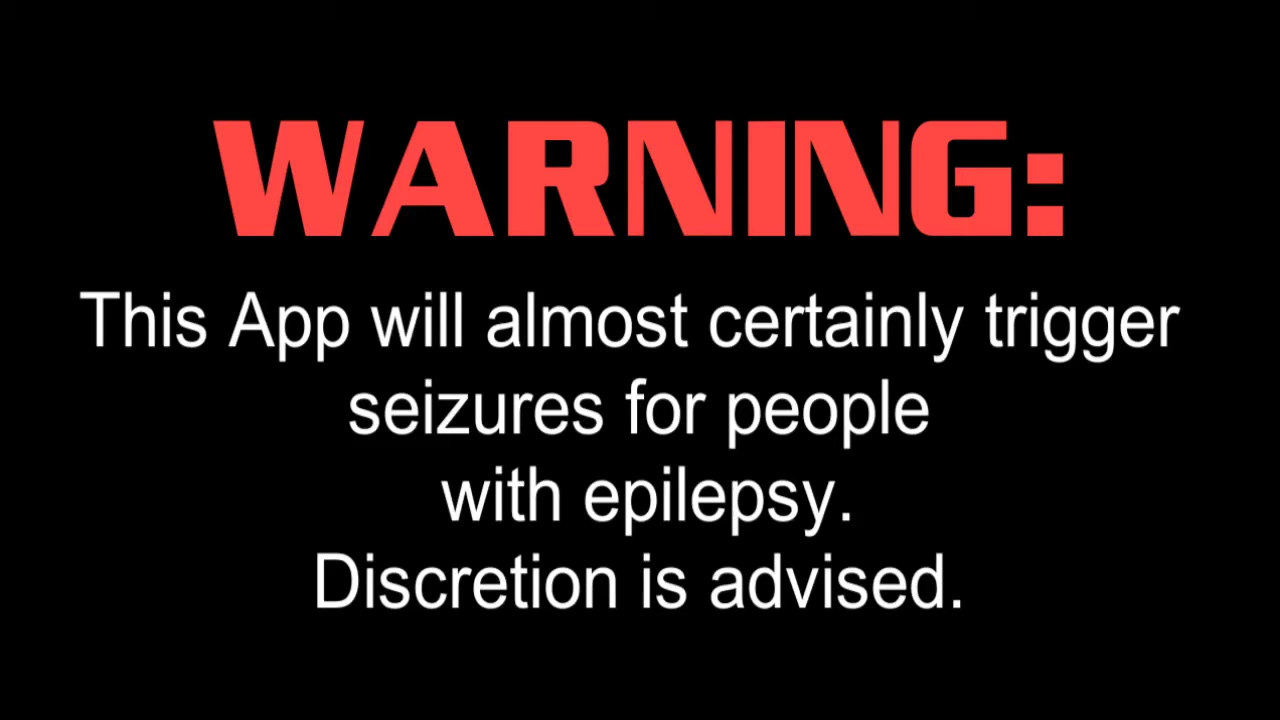 WARNING:
This App will almost certainly trigger
seizures for people
with epilepsy.
Discretion is advised.